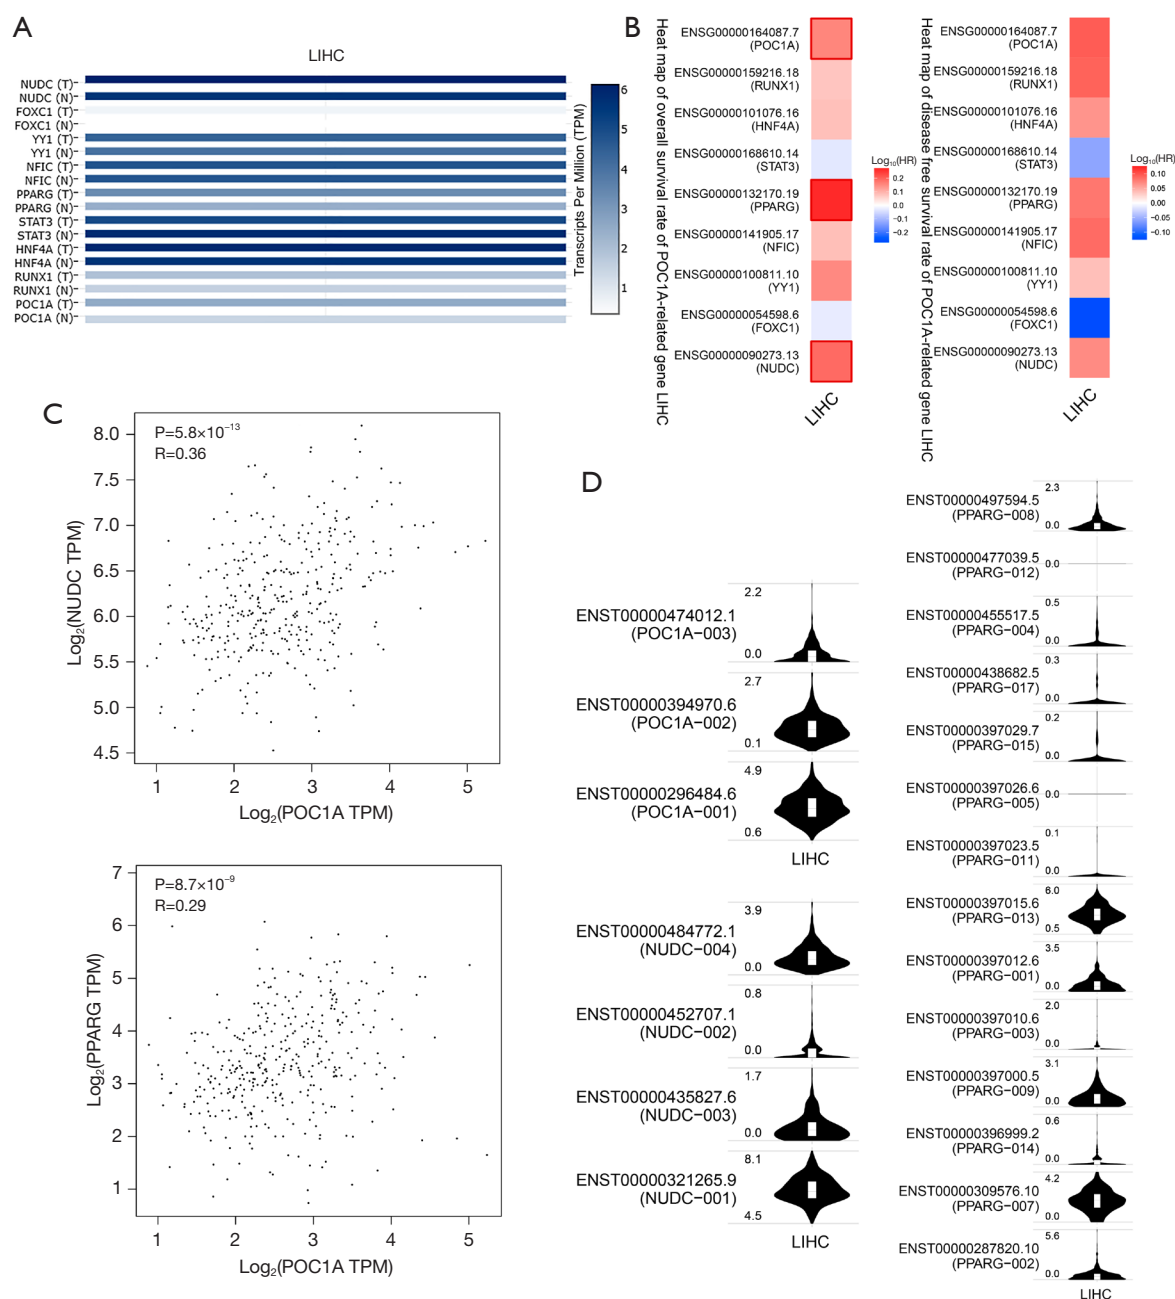 A
LIHC
NUDC (T)
NUDC (N)
FOXC1 (T)
FOXC1 (N)
YY1 (T)
YY1 (N)
NFIC (T)
NFIC (N)
PPARG (T)
PPARG (N)
STAT3 (T)
STAT3 (N)
HNF4A (T)
HNF4A (N)
RUNX1 (T)
RUNX1 (N)
POC1A (T)
POC1A (N)
Transcripts Per Million (TPM)
6
5
4
3
2
1
B
Heat map of overall survival rate of POC1A-related gene LIHC
ENSG00000164087.7
(POC1A)
ENSG00000159216.18
(RUNX1)
ENSG00000101076.16
(HNF4A)
ENSG00000168610.14
(STAT3)
ENSG00000132170.19
(PPARG)
ENSG00000141905.17
(NFIC)
ENSG00000100811.10
(YY1)
ENSG00000054598.6
(FOXC1)
ENSG00000090273.13
(NUDC)
LIHC
Log₁₀(HR)
0.2
0.1
0.0
−0.1
−0.2
Heat map of disease free survival rate of POC1A-related gene LIHC
ENSG00000164087.7
(POC1A)
ENSG00000159216.18
(RUNX1)
ENSG00000101076.16
(HNF4A)
ENSG00000168610.14
(STAT3)
ENSG00000132170.19
(PPARG)
ENSG00000141905.17
(NFIC)
ENSG00000100811.10
(YY1)
ENSG00000054598.6
(FOXC1)
ENSG00000090273.13
(NUDC)
LIHC
Log₁₀(HR)
0.10
0.05
0.00
−0.05
−0.10
C
P=5.8×10⁻¹³
R=0.36
Log₂(NUDC TPM)
8.0
7.5
7.0
6.5
6.0
5.5
5.0
4.5
1 2 3 4 5
Log₂(POC1A TPM)
P=8.7×10⁻⁹
R=0.29
Log₂(PPARG TPM)
7
6
5
4
3
2
1
1 2 3 4 5
Log₂(POC1A TPM)
D
ENST00000474012.1
(POC1A-003)
2.2
0.0
ENST00000394970.6
(POC1A-002)
2.7
0.1
ENST00000296484.6
(POC1A-001)
4.9
0.6
LIHC
ENST00000484772.1
(NUDC-004)
3.9
0.0
ENST00000452707.1
(NUDC-002)
0.8
0.0
ENST00000435827.6
(NUDC-003)
1.7
0.0
ENST00000321265.9
(NUDC-001)
8.1
4.5
LIHC
ENST00000497594.5
(PPARG-008)
2.3
0.0
ENST00000477039.5
(PPARG-012)
0.0
ENST00000455517.5
(PPARG-004)
0.5
0.0
ENST00000438682.5
(PPARG-017)
0.3
0.0
ENST00000397029.7
(PPARG-015)
0.2
0.0
ENST00000397026.6
(PPARG-005)
0.0
ENST00000397023.5
(PPARG-011)
0.1
0.0
ENST00000397015.6
(PPARG-013)
6.0
0.5
ENST00000397012.6
(PPARG-001)
3.5
0.0
ENST00000397010.6
(PPARG-003)
2.0
0.0
ENST00000397000.5
(PPARG-009)
3.1
0.0
ENST00000396999.2
(PPARG-014)
0.6
0.0
ENST00000309576.10
(PPARG-007)
4.2
0.0
ENST00000287820.10
(PPARG-002)
5.6
0.0
LIHC